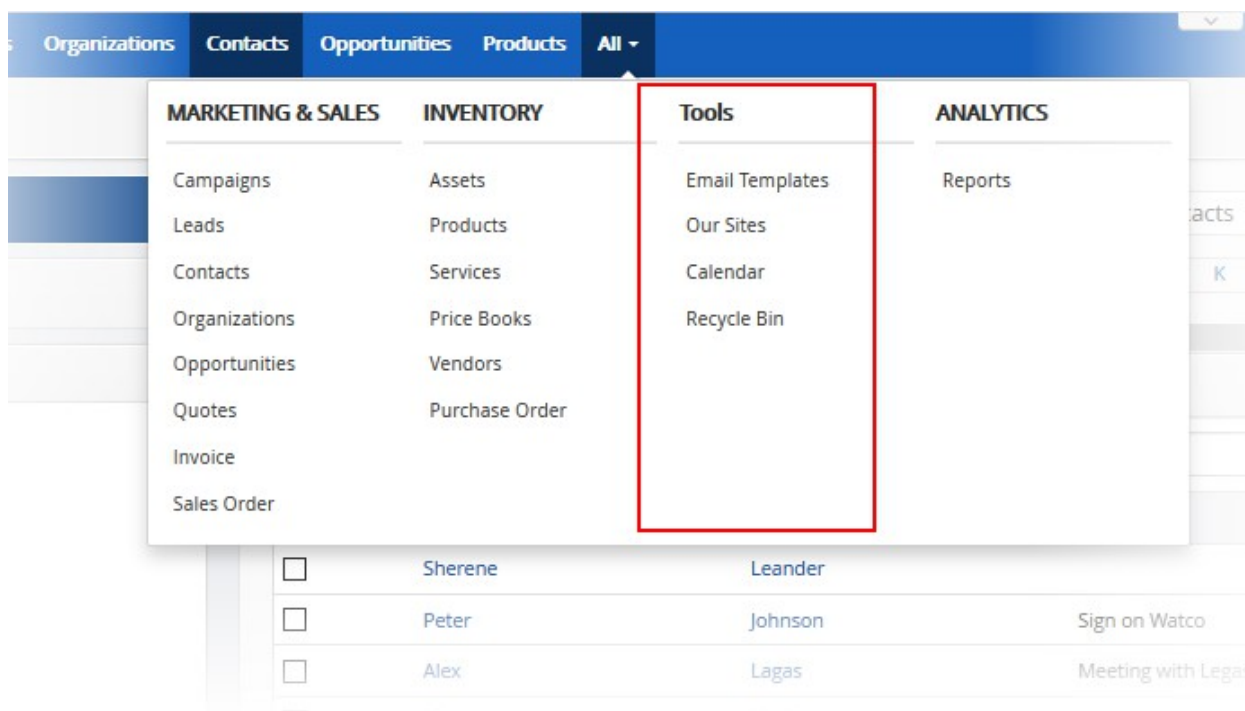 Organizations Contacts Opportunities Products All
MARKETING & SALES
Campaigns
Leads
Contacts
Organizations
Opportunities
Quotes
Invoice
Sales Order
INVENTORY
Assets
Products
Services
Price Books
Vendors
Purchase Order
Tools
Email Templates
Our Sites
Calendar
Recycle Bin
ANALYTICS
Reports
acts
K
Sherene Leander
Peter Johnson Sign on Watco
Alex Lagas Meeting with Lega